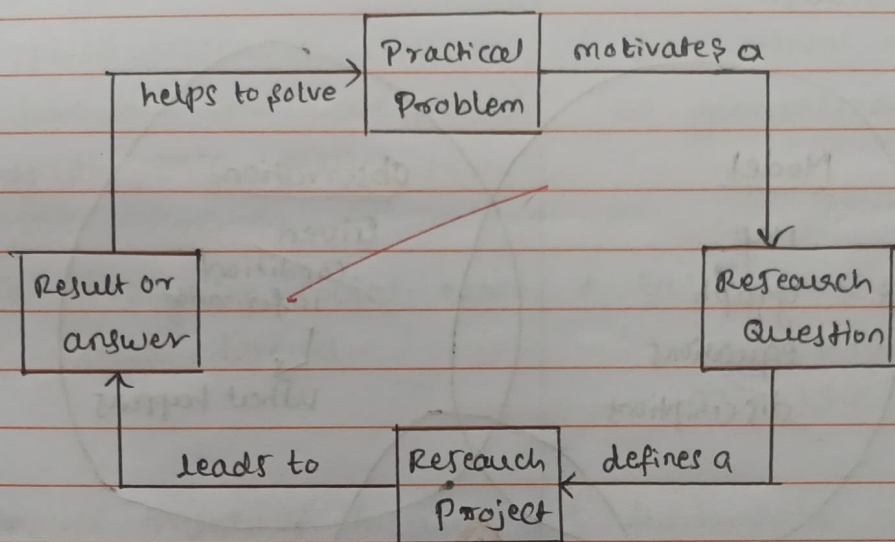 Practical
Problem
motivates a
helps to solve
Result or
answer
Research
Question
leads to
Research
Project
defines a